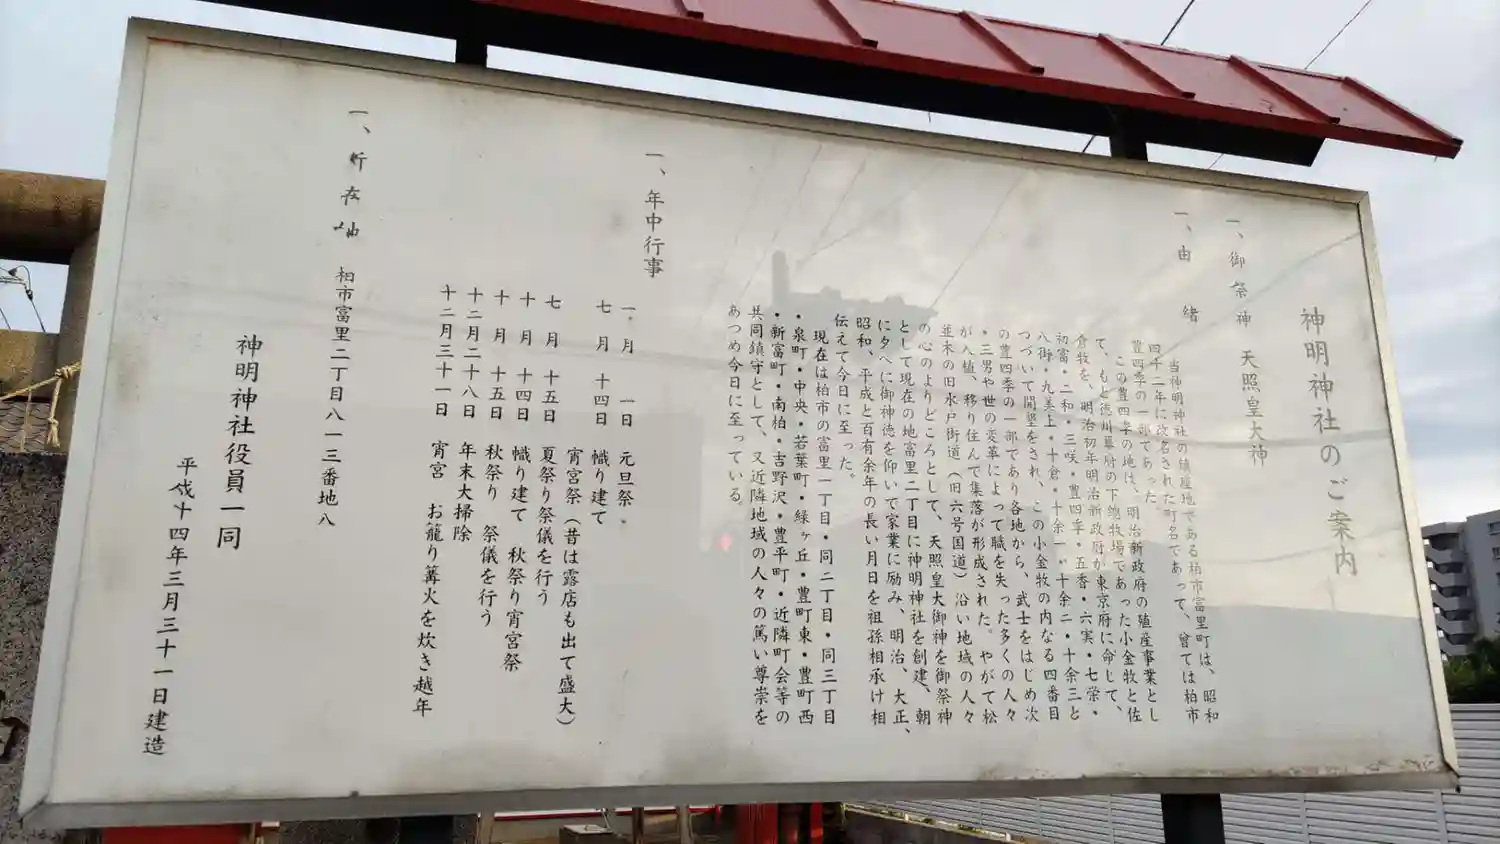 神明神社のご案内
一、御祭神 天照皇大神
一、由緒
当神明神社の鎮座地である柏市富里町は、昭和
四十二年に改名された町名であって、曾ては柏市
豊四季の一部であった。
この豊四季の地は、明治新政府の殖産事業とし
て、もと徳川幕府の下總牧場であった小金牧と佐
倉牧を、明治初年明治新政府が東京府に命して、
初富・二和・三咲・豊四季・五香・六実・七栄・
八街・九美上・十倉・十余一・十余二・十余三と
つづいて開墾をされ、この小金牧の内なる四番目
の豊四季の一部であり各地から、武士をはじめ次
・三男や世の変革によって職を失った多くの人々
が入植、移り住んで集落が形成された。やがて松
並木の旧水戸街道(旧六号国道)沿い地域の人々
の心のよりどころとして、天照皇大御神を御祭神
として現在の地富里二丁目に神明神社を創建、朝
に夕べに御神徳を仰いで家業に励み、明治、大正、
昭和、平成と百有余年の長い月日を祖孫相承け相
伝えて今日に至った。
現在は柏市の富里一丁目・同二丁目・同三丁目
・泉町・中央・若葉町・緑ヶ丘・豊町東・豊町西
・新富町・南柏・吉野沢・豊平町・近隣町会等の
共同鎮守として、又近隣地域の人々の篤い尊崇を
あつめ今日に至っている。
一、年中行事
一月 一日 元旦祭
七月 十四日 幟り建て
宵宮祭(昔は露店も出て盛大)
七月 十五日 夏祭り祭儀を行う
十月 十四日 幟り建て 秋祭り宵宮祭
十月 十五日 秋祭り 祭儀を行う
十二月二十八日 年末大掃除
十二月三十一日 宵宮 お籠り篝火を炊き越年
一、所在地 柏市富里二丁目八一三番地八
神明神社役員一同
平成十四年三月三十一日建造